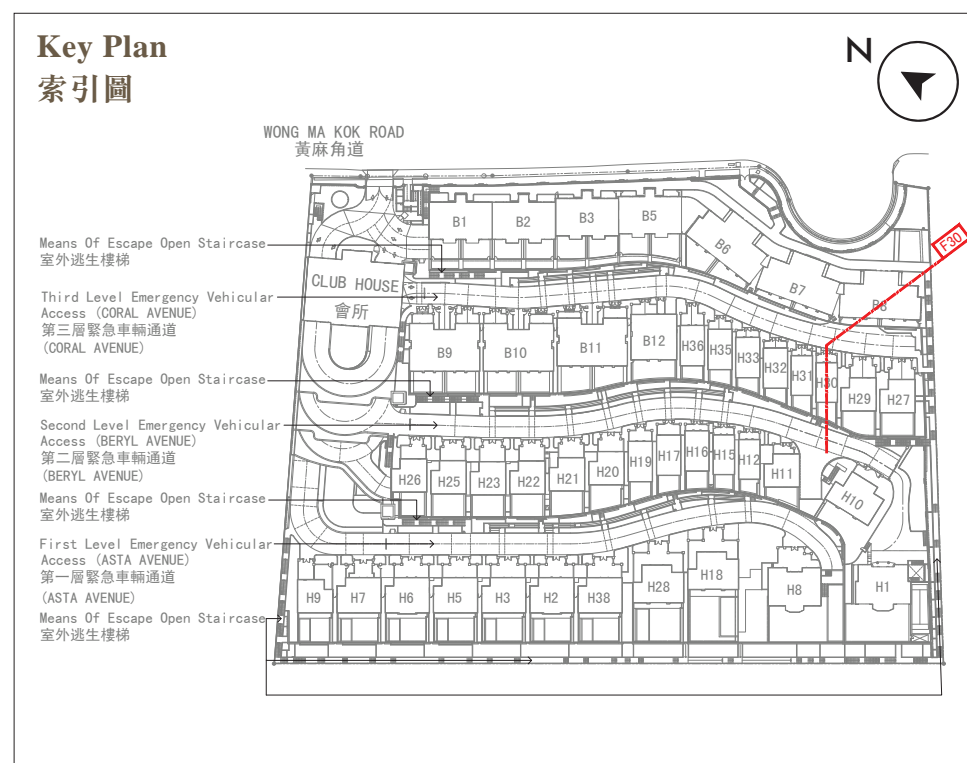 Key Plan
索引圖
N
WONG MA KOK ROAD
黃麻角道
Means Of Escape Open Staircase
室外逃生樓梯
Third Level Emergency Vehicular
Access (CORAL AVENUE)
第三層緊急車輛通道
(CORAL AVENUE)
Means Of Escape Open Staircase
室外逃生樓梯
Second Level Emergency Vehicular
Access (BERYL AVENUE)
第二層緊急車輛通道
(BERYL AVENUE)
Means Of Escape Open Staircase
室外逃生樓梯
First Level Emergency Vehicular
Access (ASTA AVENUE)
第一層緊急車輛通道
(ASTA AVENUE)
Means Of Escape Open Staircase
室外逃生樓梯
CLUB HOUSE
會所
B1 B2 B3 B5 B6 B7 B8
F30
B9 B10 B11 B12 H36 H35 H33 H32 H31 H30 H29 H27
H26 H25 H23 H22 H21 H20 H19 H17 H16 H15 H12 H11 H10
H9 H7 H6 H5 H3 H2 H38 H28 H18 H8 H1